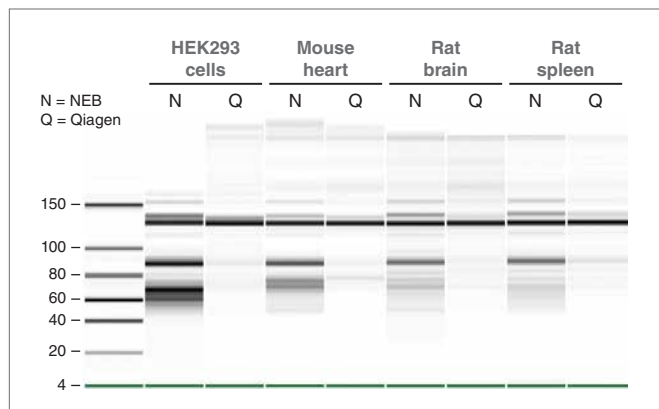 HEK293 cells
Mouse heart
Rat brain
Rat spleen
N = NEB
Q = Qiagen
N Q N Q N Q N Q
150 –
100 –
80 –
60 –
40 –
20 –
4 –